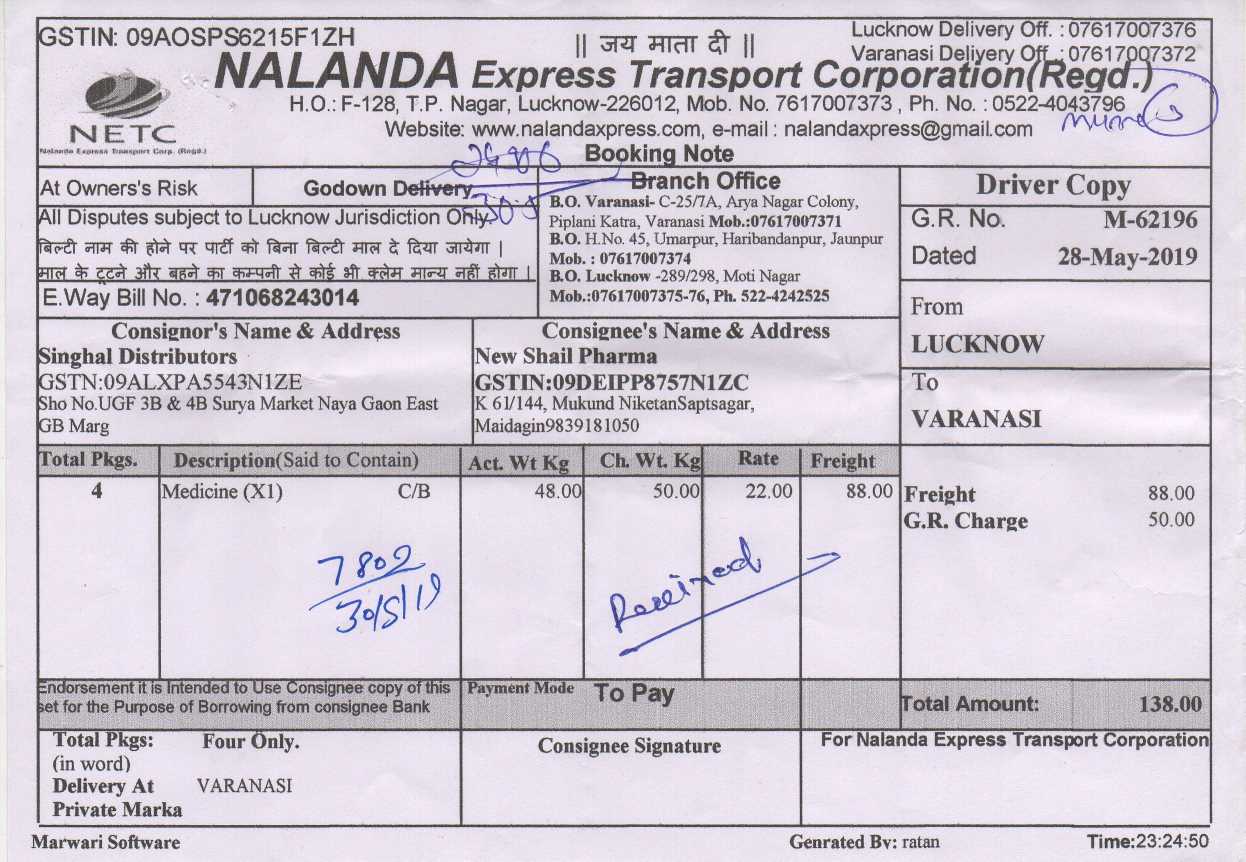 GSTIN: 09AOSPS6215F1ZH
|| जय माता दी ||
Lucknow Delivery Off. : 07617007376
Varanasi Delivery Off. : 07617007372
NALANDA Express Transport Corporation(Regd.)
NETC
Nalanda Express Transport Corp. (Regd.)
H.O.: F-128, T.P. Nagar, Lucknow-226012, Mob. No. 7617007373 , Ph. No. : 0522-4043796
Website: www.nalandaxpress.com, e-mail : nalandaxpress@gmail.com
Booking Note
At Owners's Risk
Godown Delivery
All Disputes subject to Lucknow Jurisdiction Only.
बिल्टी नाम की होने पर पार्टी को बिना बिल्टी माल दे दिया जायेगा |
माल के टूटने और बहने का कम्पनी से कोई भी क्लेम मान्य नहीं होगा |
E.Way Bill No. : 471068243014
Branch Office
B.O. Varanasi- C-25/7A, Arya Nagar Colony,
Piplani Katra, Varanasi Mob.:07617007371
B.O. H.No. 45, Umarpur, Haribandanpur, Jaunpur
Mob. : 07617007374
B.O. Lucknow -289/298, Moti Nagar
Mob.:07617007375-76, Ph. 522-4242525
Driver Copy
G.R. No. M-62196
Dated 28-May-2019
From
LUCKNOW
To
VARANASI
Consignor's Name & Address
Singhal Distributors
GSTN:09ALXPA5543N1ZE
Sho No.UGF 3B & 4B Surya Market Naya Gaon East
GB Marg
Consignee's Name & Address
New Shail Pharma
GSTIN:09DEIPP8757N1ZC
K 61/144, Mukund NiketanSaptsagar,
Maidagin9839181050
Total Pkgs. Description(Said to Contain) Act. Wt Kg Ch. Wt. Kg Rate Freight
4 Medicine (X1) C/B 48.00 50.00 22.00 88.00
Freight 88.00
G.R. Charge 50.00
7802
30/5/19
Received
Endorsement it is Intended to Use Consignee copy of this
set for the Purpose of Borrowing from consignee Bank
Payment Mode To Pay
Total Amount: 138.00
Total Pkgs: Four Only.
(in word)
Delivery At VARANASI
Private Marka
Consignee Signature
For Nalanda Express Transport Corporation
Marwari Software
Genrated By: ratan
Time:23:24:50